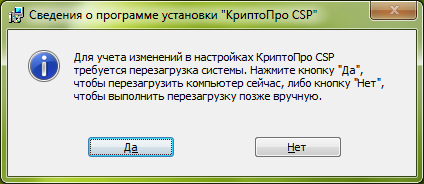 Сведения о программе установки "КриптоПро CSP"
Для учета изменений в настройках КриптоПро CSP
требуется перезагрузка системы. Нажмите кнопку "Да",
чтобы перезагрузить компьютер сейчас, либо кнопку "Нет",
чтобы выполнить перезагрузку позже вручную.
Да
Нет